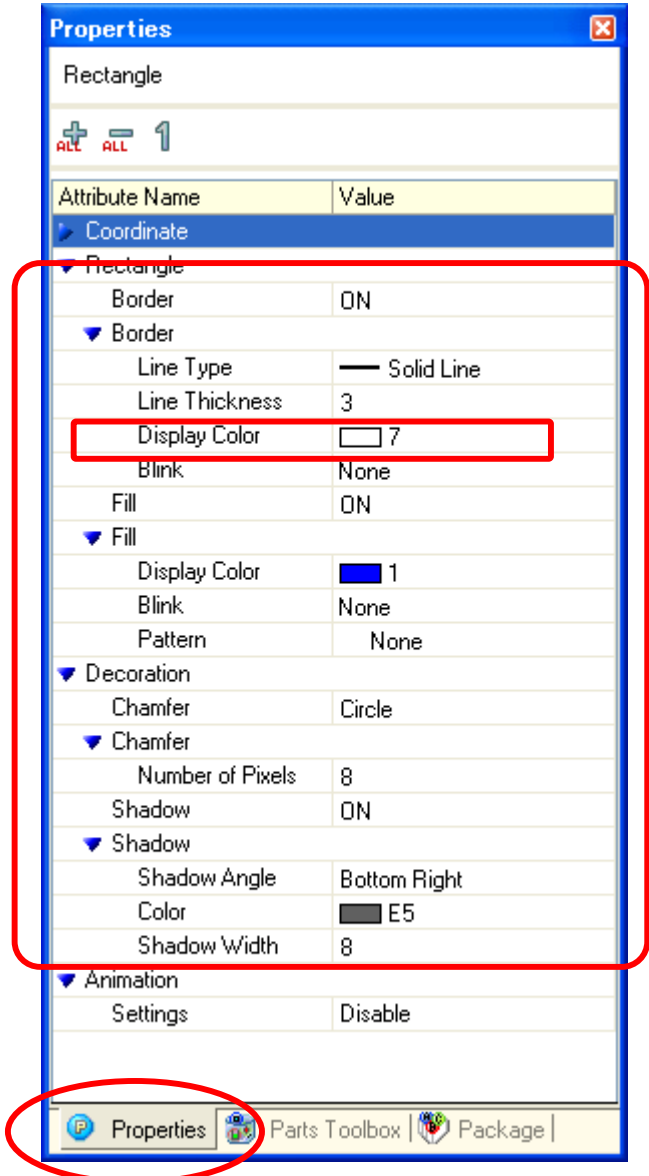 Properties
Rectangle
ALL ALL 1
Attribute Name Value
Coordinate
Rectangle
Border ON
Border
Line Type Solid Line
Line Thickness 3
Display Color 7
Blink None
Fill ON
Fill
Display Color 1
Blink None
Pattern None
Decoration
Chamfer Circle
Chamfer
Number of Pixels 8
Shadow ON
Shadow
Shadow Angle Bottom Right
Color E5
Shadow Width 8
Animation
Settings Disable
P Properties Parts Toolbox Package